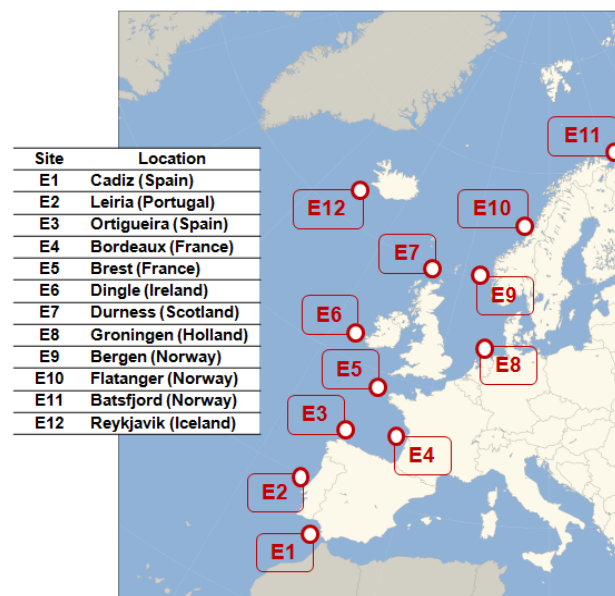 Site Location
E1 Cadiz (Spain)
E2 Leiria (Portugal)
E3 Ortigueira (Spain)
E4 Bordeaux (France)
E5 Brest (France)
E6 Dingle (Ireland)
E7 Durness (Scotland)
E8 Groningen (Holland)
E9 Bergen (Norway)
E10 Flatanger (Norway)
E11 Batsfjord (Norway)
E12 Reykjavik (Iceland)
E11
E12
E10
E7
E9
E6
E8
E5
E3
E4
E2
E1